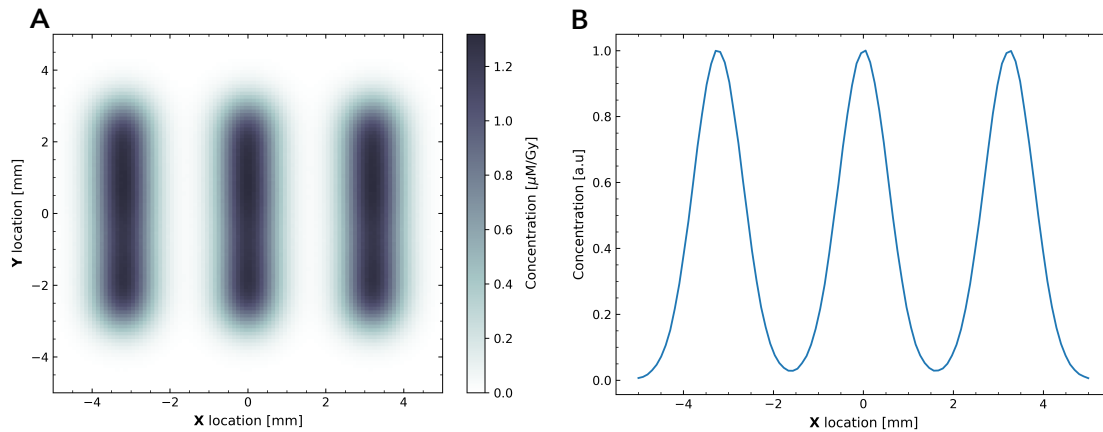 A
B
4
2
0
−2
−4
Y location [mm]
−4 −2 0 2 4
X location [mm]
1.2
1.0
0.8
0.6
0.4
0.2
0.0
Concentration [μM/Gy]
1.0
0.8
0.6
0.4
0.2
0.0
Concentration [a.u]
−4 −2 0 2 4
X location [mm]